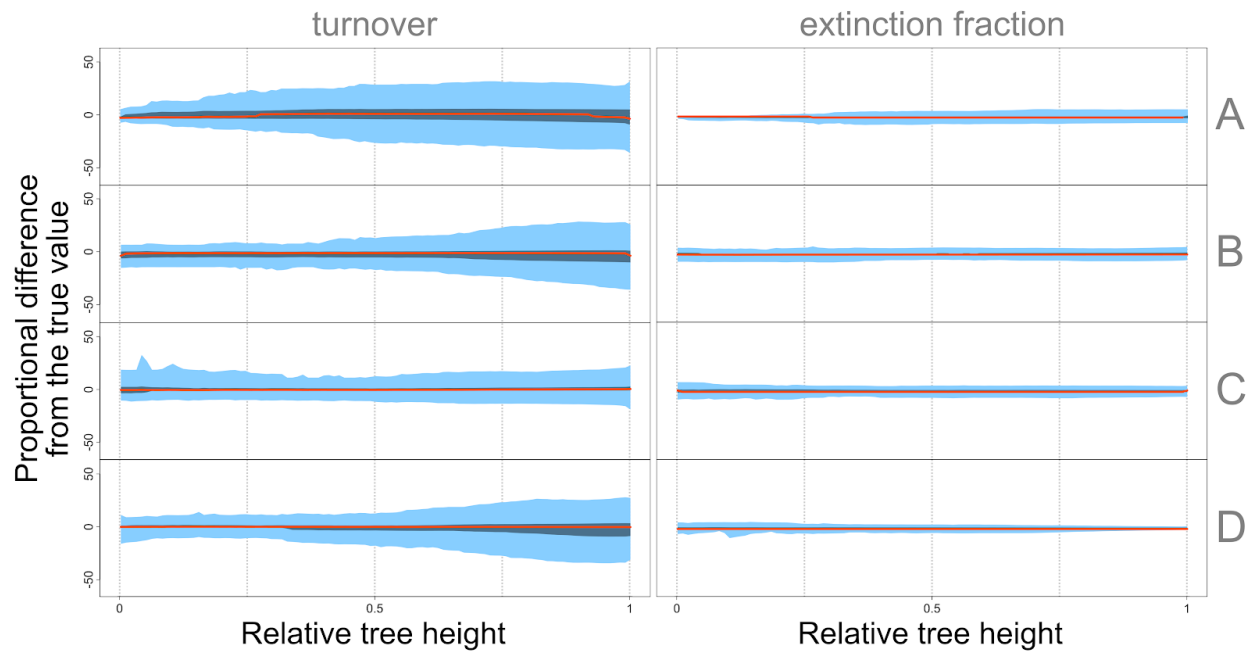 turnover
extinction fraction
Proportional difference
from the true value
50
0
-50
A
50
0
-50
B
50
0
-50
C
50
0
-50
D
0
0.5
1
0
0.5
1
Relative tree height
Relative tree height